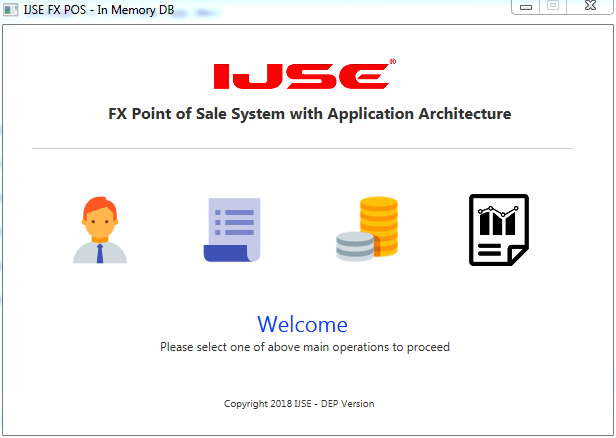 IJSE FX POS - In Memory DB
IJSE®
FX Point of Sale System with Application Architecture
Welcome
Please select one of above main operations to proceed
Copyright 2018 IJSE - DEP Version